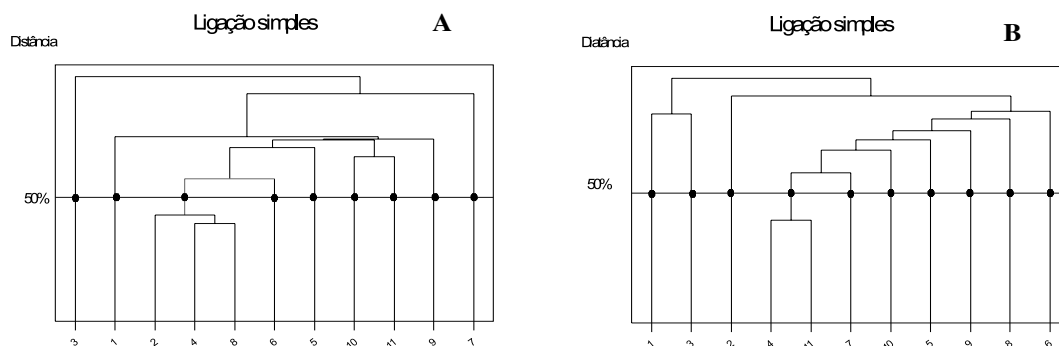 Ligação simples
A
Distância
50%
3 1 2 4 8 6 5 10 11 9 7
Ligação simples
B
Diatância
50%
1 3 2 4 11 7 10 5 9 8 6